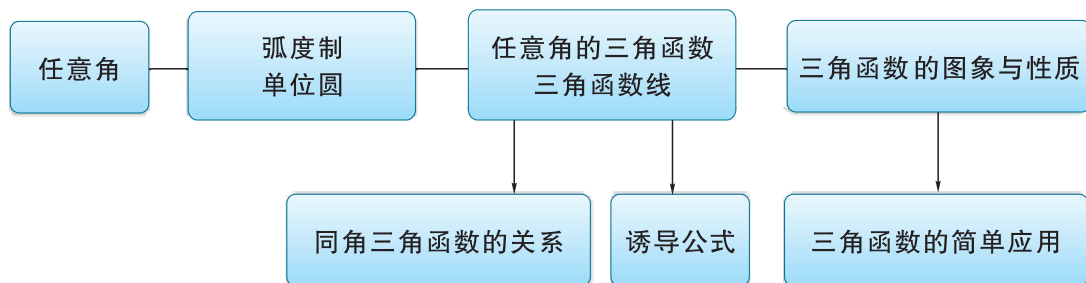 任意角
弧度制
单位圆
任意角的三角函数
三角函数线
三角函数的图象与性质
同角三角函数的关系
诱导公式
三角函数的简单应用